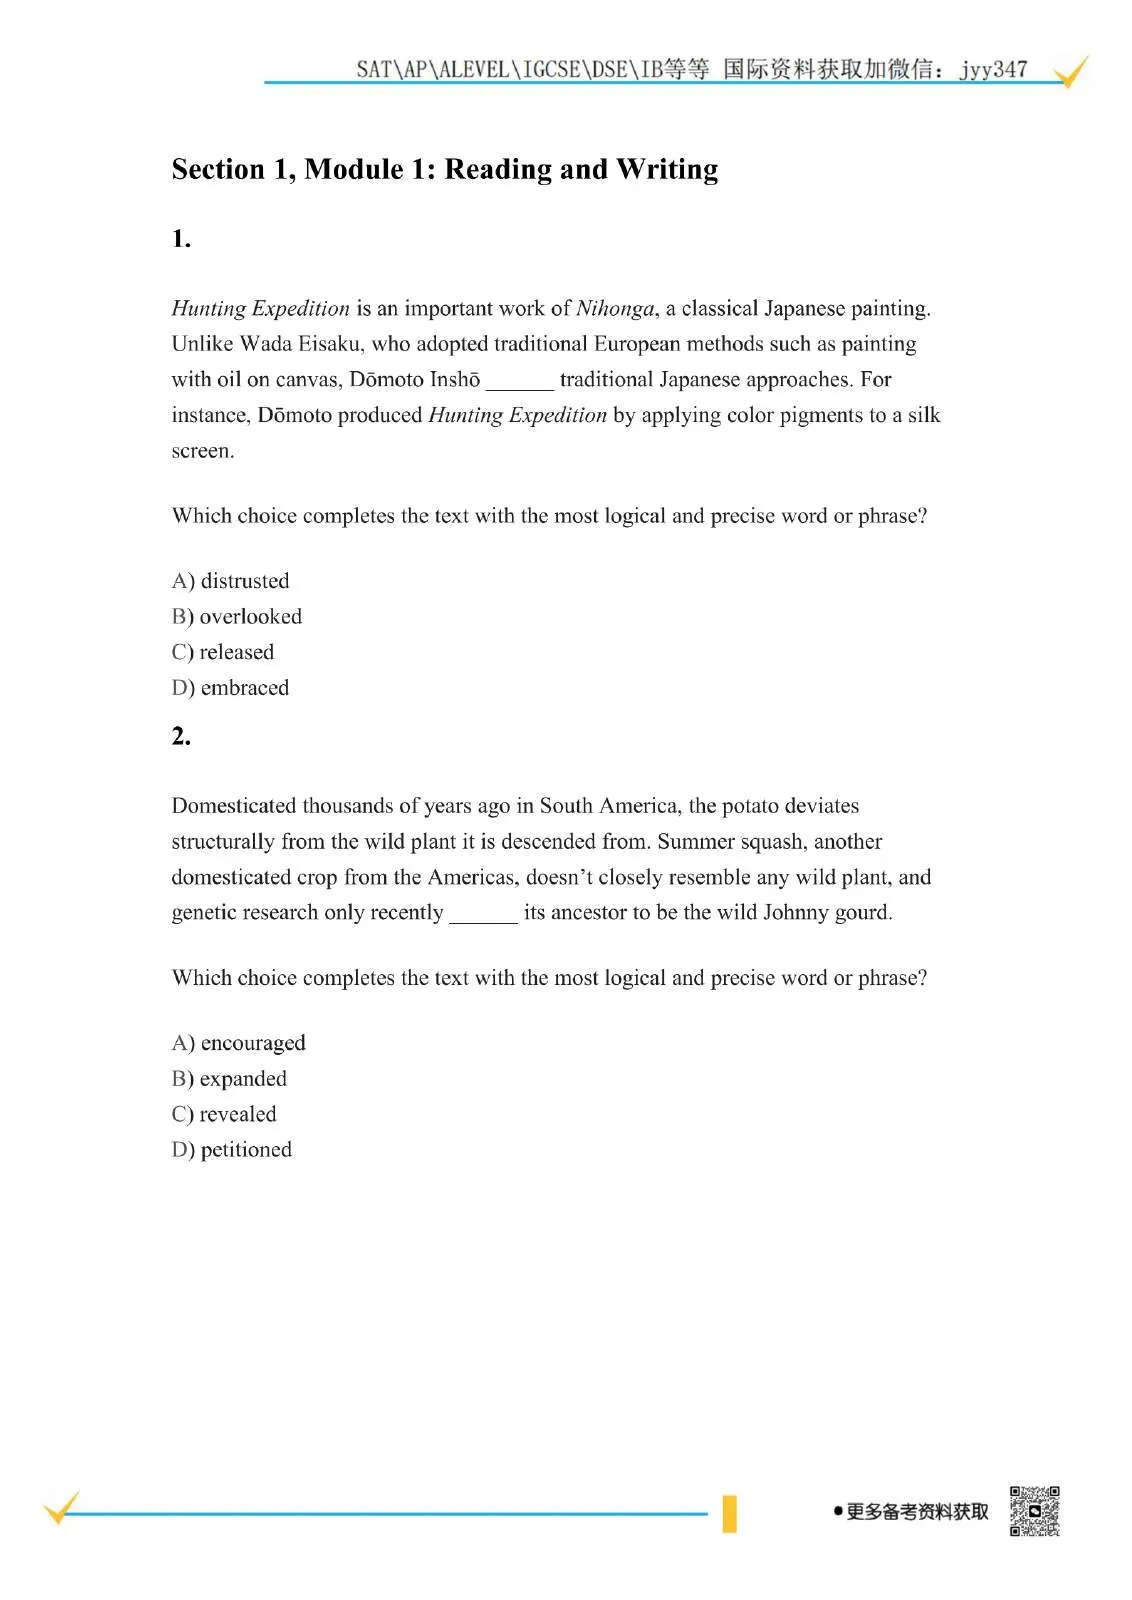 SAT\AP\ALEVEL\IGCSE\DSE\IB等等 国际资料获取加微信：jyy347
Section 1, Module 1: Reading and Writing
1.
Hunting Expedition is an important work of Nihonga, a classical Japanese painting.
Unlike Wada Eisaku, who adopted traditional European methods such as painting
with oil on canvas, Dōmoto Inshō ______ traditional Japanese approaches. For
instance, Dōmoto produced Hunting Expedition by applying color pigments to a silk
screen.
Which choice completes the text with the most logical and precise word or phrase?
A) distrusted
B) overlooked
C) released
D) embraced
2.
Domesticated thousands of years ago in South America, the potato deviates
structurally from the wild plant it is descended from. Summer squash, another
domesticated crop from the Americas, doesn’t closely resemble any wild plant, and
genetic research only recently ______ its ancestor to be the wild Johnny gourd.
Which choice completes the text with the most logical and precise word or phrase?
A) encouraged
B) expanded
C) revealed
D) petitioned
●更多备考资料获取